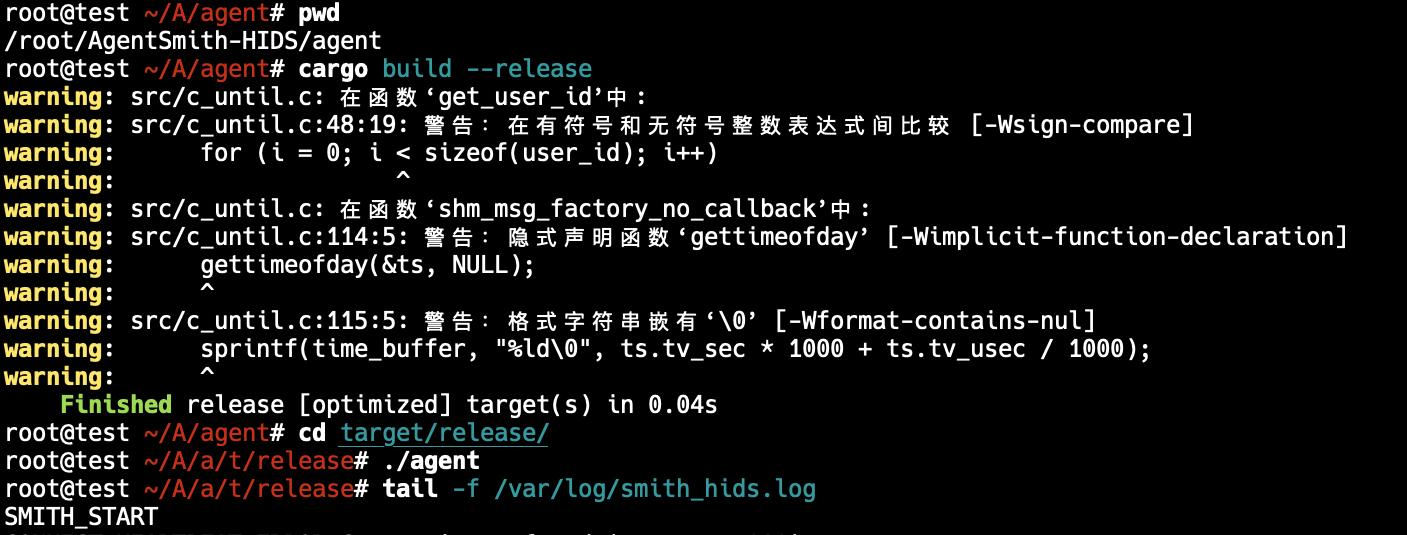 root@test ~/A/agent# pwd
/root/AgentSmith-HIDS/agent
root@test ~/A/agent# cargo build --release
warning: src/c_until.c: 在函数‘get_user_id’中:
warning: src/c_until.c:48:19: 警告: 在有符号和无符号整数表达式间比较 [-Wsign-compare]
warning:      for (i = 0; i < sizeof(user_id); i++)
warning:                    ^
warning: src/c_until.c: 在函数‘shm_msg_factory_no_callback’中:
warning: src/c_until.c:114:5: 警告: 隐式声明函数‘gettimeofday’ [-Wimplicit-function-declaration]
warning:      gettimeofday(&ts, NULL);
warning:      ^
warning: src/c_until.c:115:5: 警告: 格式字符串嵌有‘\0’ [-Wformat-contains-nul]
warning:      sprintf(time_buffer, "%ld\0", ts.tv_sec * 1000 + ts.tv_usec / 1000);
warning:      ^
    Finished release [optimized] target(s) in 0.04s
root@test ~/A/agent# cd target/release/
root@test ~/A/a/t/release# ./agent
root@test ~/A/a/t/release# tail -f /var/log/smith_hids.log
SMITH_START